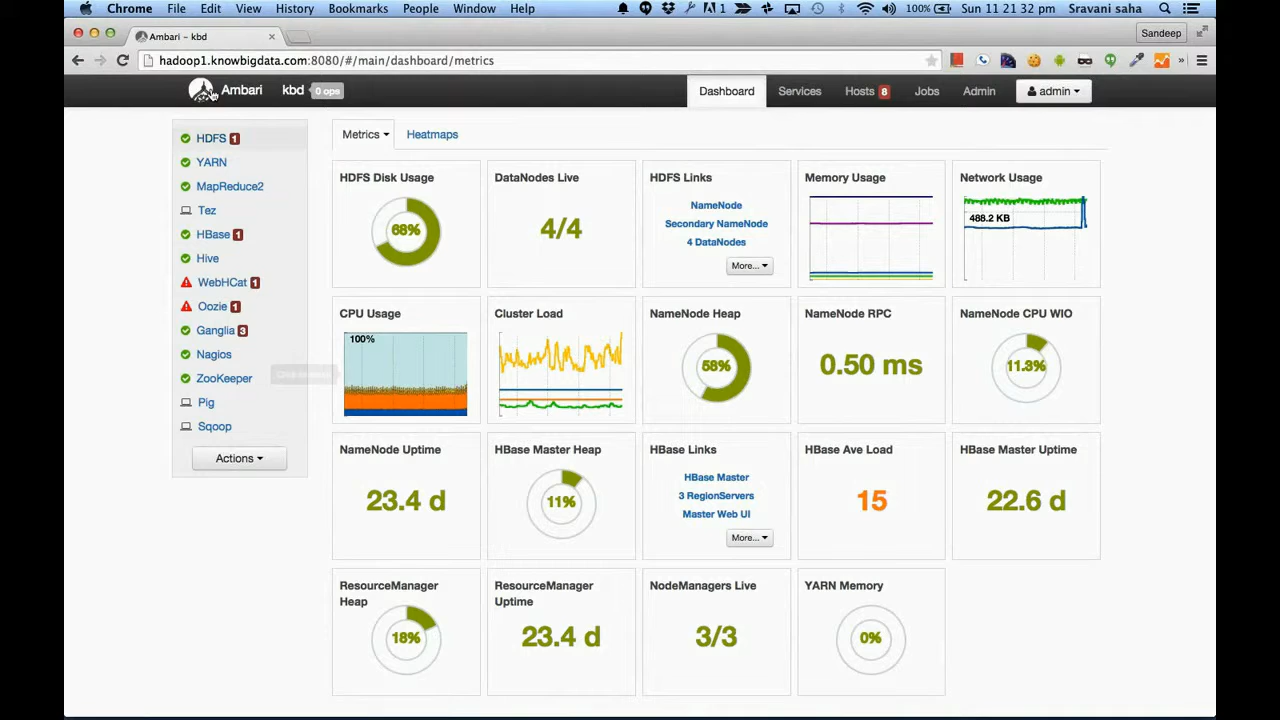 Chrome File Edit View History Bookmarks People Window Help 1 100% Sun 11 21 32 pm Sravani saha
Ambari - kbd Sandeep
hadoop1.knowbigdata.com:8080/#/main/dashboard/metrics
Ambari kbd 0 ops Dashboard Services Hosts 8 Jobs Admin admin
HDFS 1
YARN
MapReduce2
Tez
HBase 1
Hive
WebHCat 1
Oozie 1
Ganglia 3
Nagios
ZooKeeper
Pig
Sqoop
Actions
Metrics Heatmaps
HDFS Disk Usage
68%
DataNodes Live
4/4
HDFS Links
NameNode
Secondary NameNode
4 DataNodes
More...
Memory Usage
Network Usage
488.2 KB
CPU Usage
100%
Cluster Load
NameNode Heap
58%
NameNode RPC
0.50 ms
NameNode CPU WIO
11.3%
NameNode Uptime
23.4 d
HBase Master Heap
11%
HBase Links
HBase Master
3 RegionServers
Master Web UI
More...
HBase Ave Load
15
HBase Master Uptime
22.6 d
ResourceManager
Heap
18%
ResourceManager
Uptime
23.4 d
NodeManagers Live
3/3
YARN Memory
0%